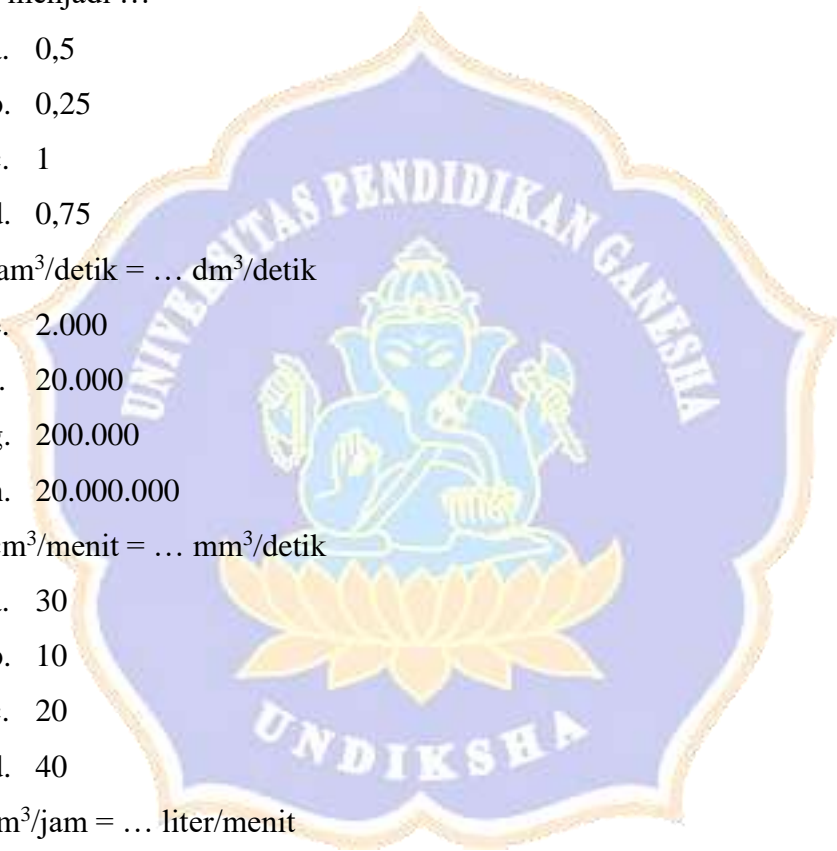 menjadi …
0,5
0,25
1
0,75
am³/detik = … dm³/detik
2.000
20.000
g. 200.000
20.000.000
m³/menit = … mm³/detik
30
10
20
d. 40
m³/jam = … liter/menit
UNIVERSITAS PENDIDIKAN GANESHA
UNDIKSHA